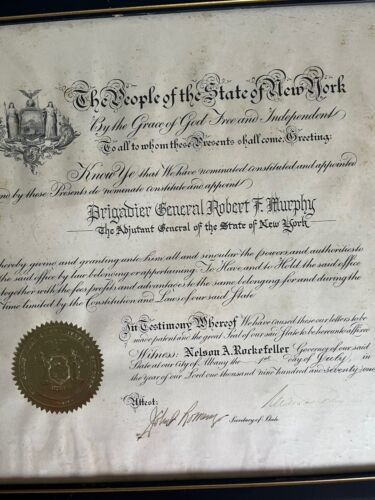 The People of the State of New York
By the Grace of God Free and Independent
To all to whom these Presents shall come, Greeting:
Know Ye that We have nominated constituted and appointed
and by these Presents do nominate constitute and appoint
Brigadier General Robert F. Murphy
The Adjutant General of the State of New York
hereby giving and granting unto him all and singular the powers and authorities to
the said office by law belonging or appertaining: To Have and to Hold the said office
together with the fees profits and advantages to the same belonging for and during the
time limited by the Constitution and Laws of our said State
In Testimony Whereof We have caused these our letters to be
made patent and the great Seal of our said State to be hereunto affixed
Witness: Nelson A. Rockefeller Governor of our said
State at our City of Albany the 1st day of July, in
the year of our Lord one thousand nine hundred and seventy-one
Attest:
John P. Lomenzo
Secretary of State